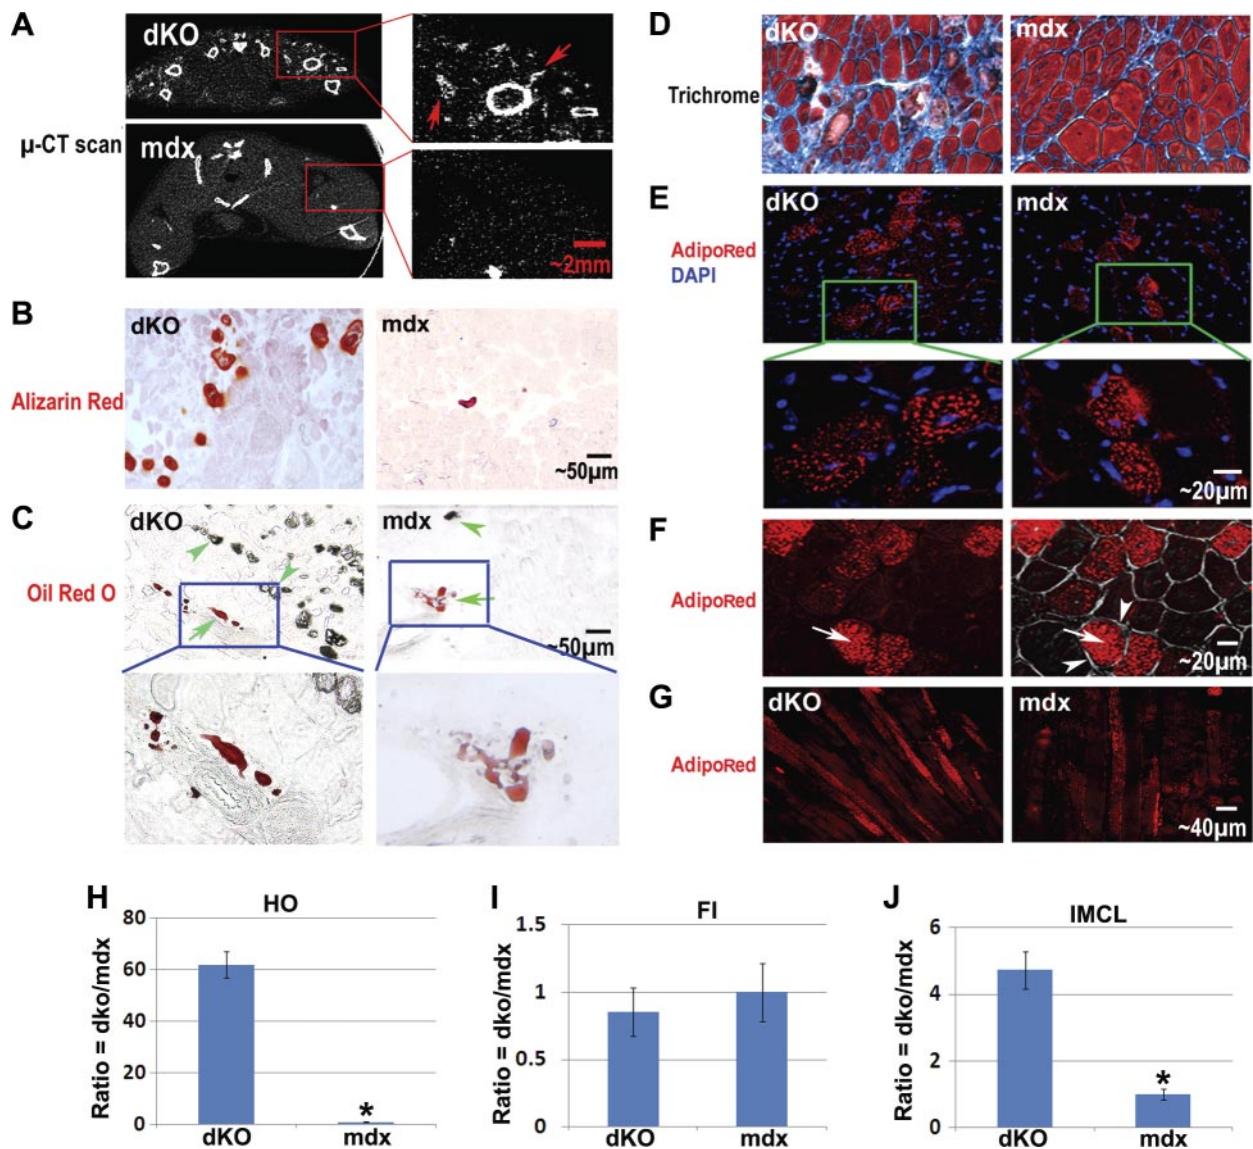 A
dKO
mdx
μ-CT scan
~2mm
B
dKO
mdx
Alizarin Red
~50μm
C
dKO
mdx
Oil Red O
~50μm
D
dKO
mdx
Trichrome
E
dKO
mdx
AdipoRed
DAPI
~20μm
F
AdipoRed
~20μm
G
dKO
mdx
AdipoRed
~40μm
H
HO
Ratio = dko/mdx
80
60
40
20
0
*
dKO
mdx
I
FI
Ratio = dko/mdx
1.5
1
0.5
0
dKO
mdx
J
IMCL
Ratio = dko/mdx
6
4
2
0
*
dKO
mdx